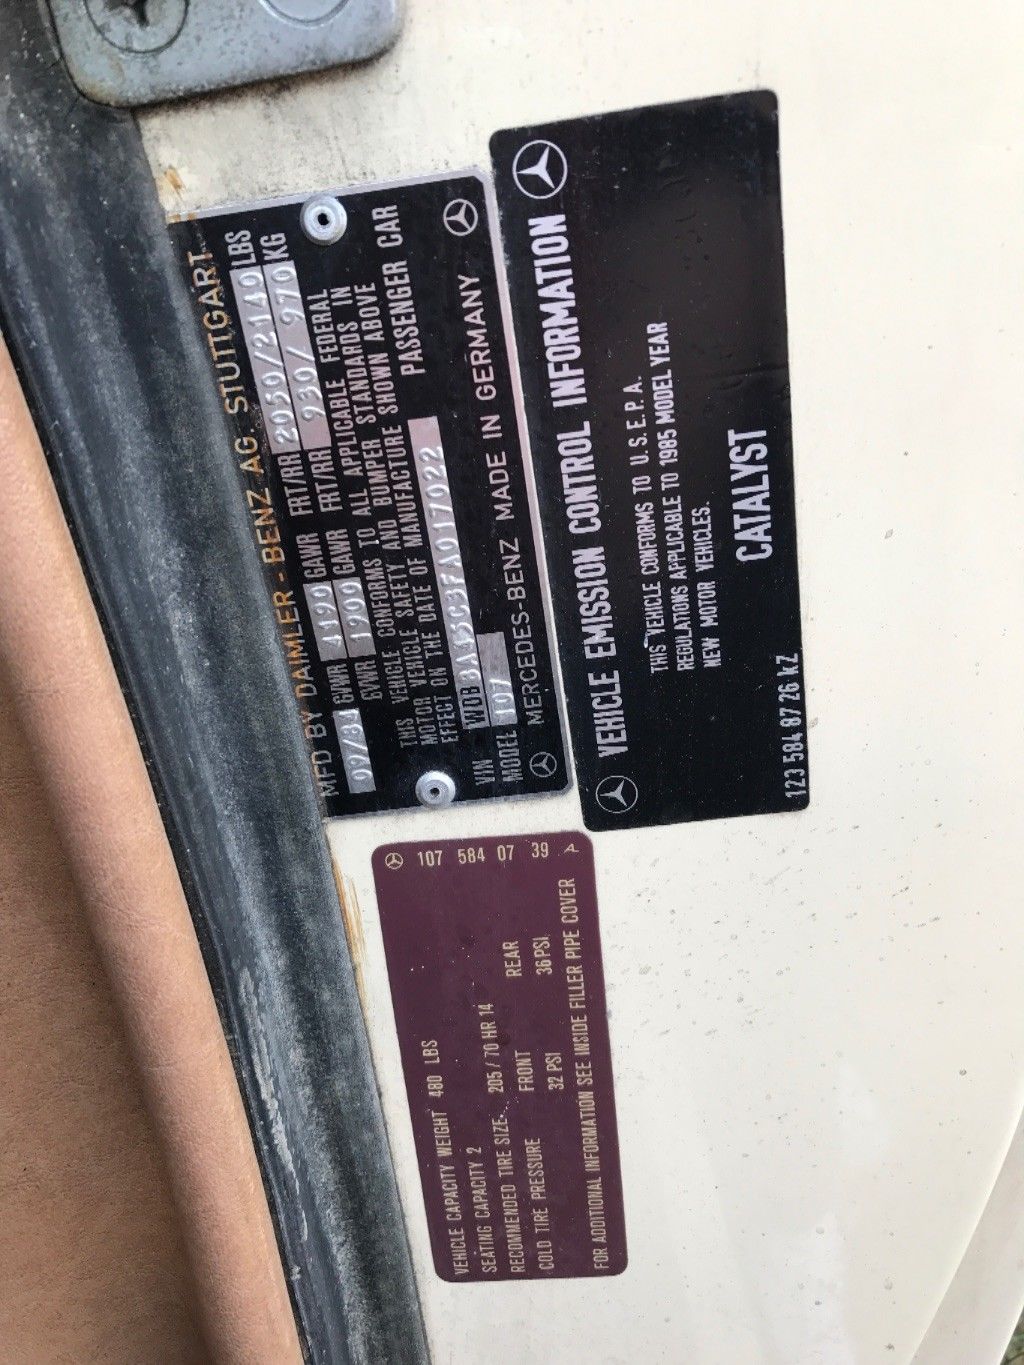 MFD BY DAIMLER - BENZ AG. STUTTGART
GVWR 4190 GAWR FRT/RR 2050/2140 LBS
GVWR 1900 GAWR FRT/RR 930/ 970 KG
THIS VEHICLE CONFORMS TO ALL APPLICABLE FEDERAL
MOTOR VEHICLE SAFETY AND BUMPER STANDARDS IN
EFFECT ON THE DATE OF MANUFACTURE SHOWN ABOVE
VIN WDBBA45C3FA017022 PASSENGER CAR
MODEL 107
MERCEDES-BENZ MADE IN GERMANY
VEHICLE EMISSION CONTROL INFORMATION
THIS VEHICLE CONFORMS TO U.S.E.P.A.
REGULATIONS APPLICABLE TO 1985 MODEL YEAR
NEW MOTOR VEHICLES.
CATALYST
123 584 87 26 kZ
107 584 07 39 A
VEHICLE CAPACITY WEIGHT 480 LBS
SEATING CAPACITY 2
RECOMMENDED TIRE SIZE. 205/70 HR 14
FRONT REAR
COLD TIRE PRESSURE 32 PSI 36 PSI
FOR ADDITIONAL INFORMATION SEE INSIDE FILLER PIPE COVER